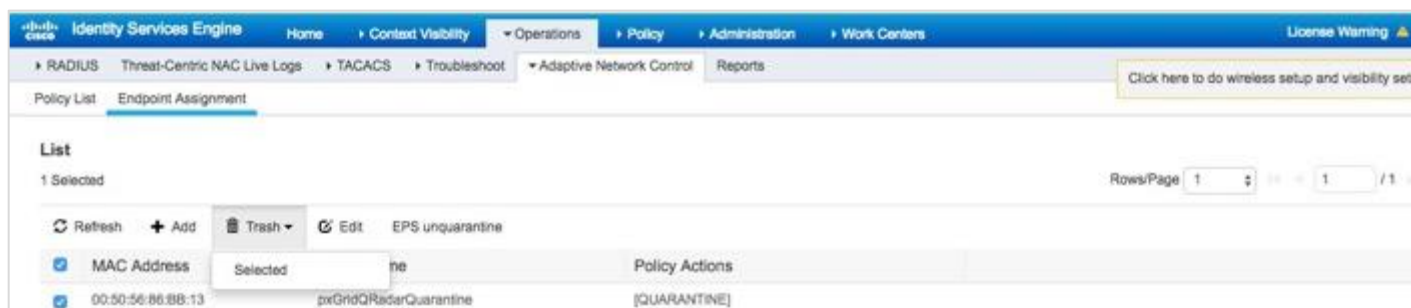 cisco Identity Services Engine Home Context Visibility Operations Policy Administration Work Centers License Warning
RADIUS Threat-Centric NAC Live Logs TACACS Troubleshoot Adaptive Network Control Reports
Click here to do wireless setup and visibility set
Policy List Endpoint Assignment
List
1 Selected
Rows/Page 1 1 / 1
Refresh Add Trash Edit EPS unquarantine
MAC Address me Policy Actions
Selected
00:50:56:86:BB:13 pxGridQRadarQuarantine [QUARANTINE]